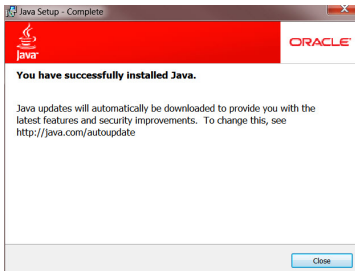 Java Setup - Complete
Java
ORACLE
You have successfully installed Java.
Java updates will automatically be downloaded to provide you with the
latest features and security improvements. To change this, see
http://java.com/autoupdate
Close